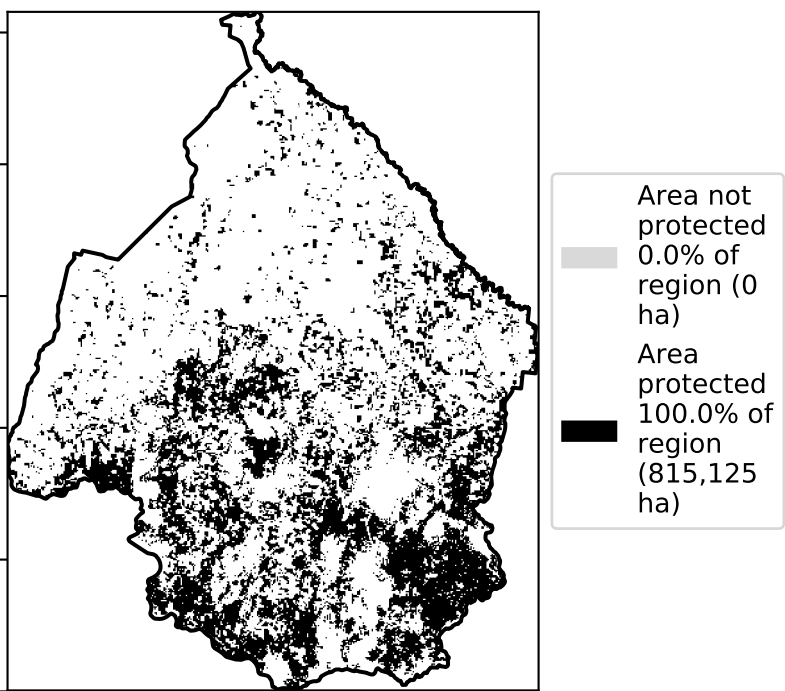 Area not
protected
0.0% of
region (0
ha)
Area
protected
100.0% of
region
(815,125
ha)